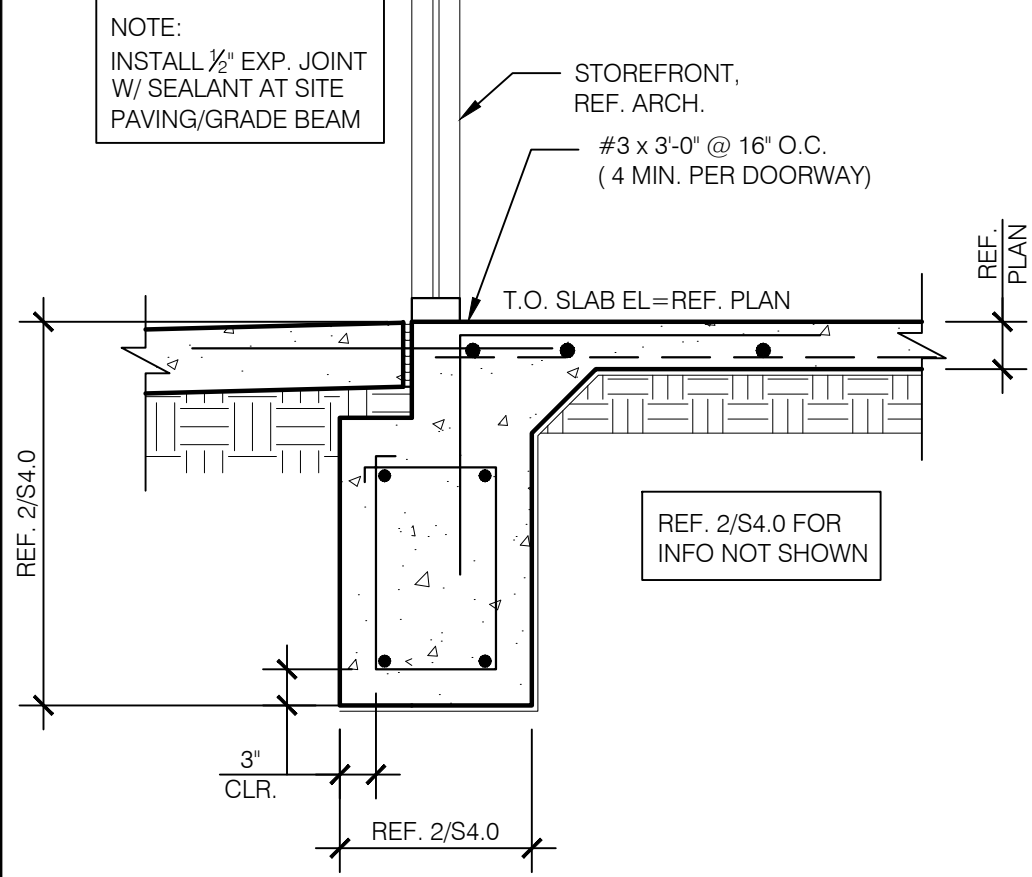 NOTE:
INSTALL ½" EXP. JOINT
W/ SEALANT AT SITE
PAVING/GRADE BEAM
STOREFRONT,
REF. ARCH.
#3 x 3'-0" @ 16" O.C.
( 4 MIN. PER DOORWAY)
REF.
PLAN
T.O. SLAB EL=REF. PLAN
REF. 2/S4.0
REF. 2/S4.0 FOR
INFO NOT SHOWN
3"
CLR.
REF. 2/S4.0